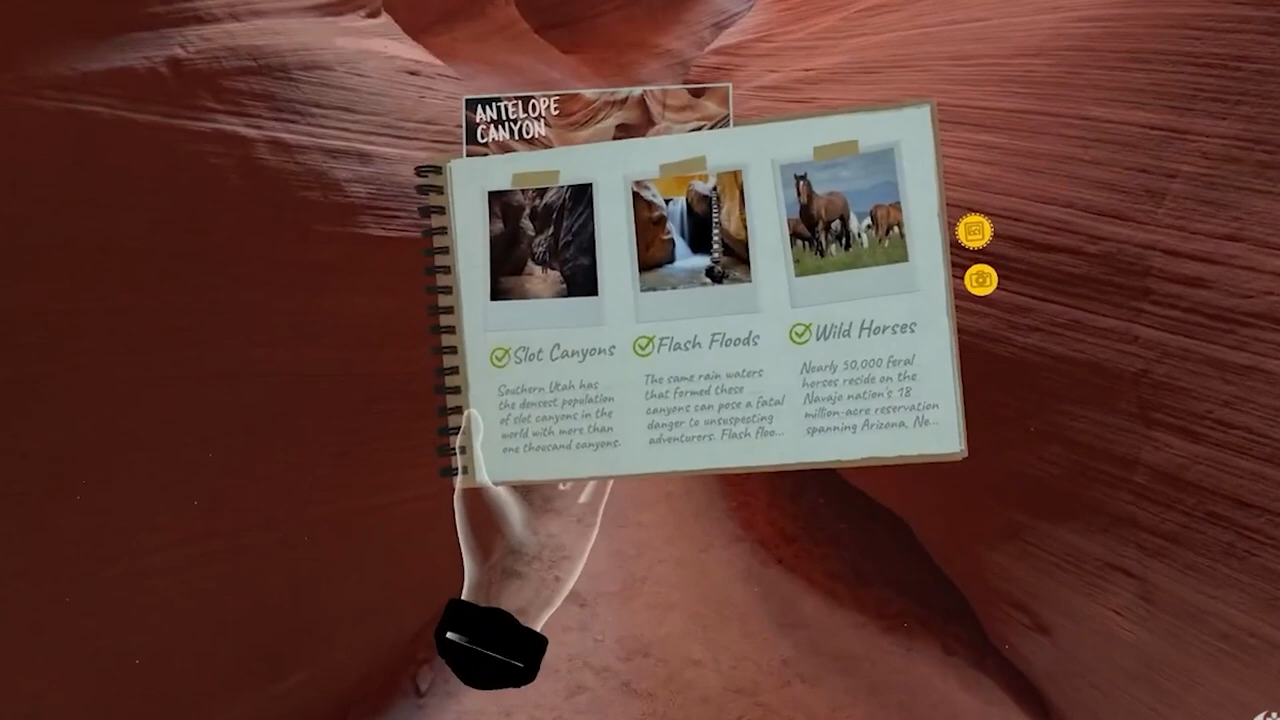 ANTELOPE
CANYON
Slot Canyons
Southern Utah has
the densest population
of slot canyons in the
world with more than
one thousand canyons.
Flash Floods
The same rain waters
that formed these
canyons can pose a fatal
danger to unsuspecting
adventurers. Flash floo...
Wild Horses
Nearly 50,000 feral
horses reside on the
Navajo nation's 18
million-acre reservation
spanning Arizona, Ne...